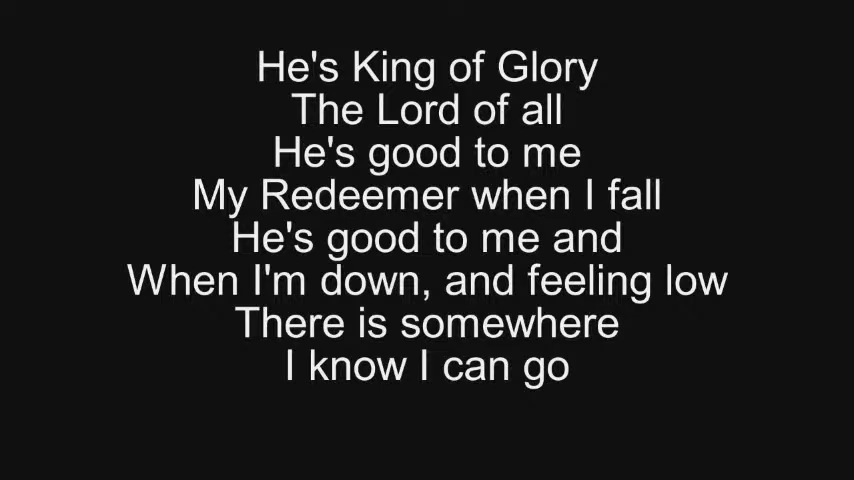 He's King of Glory
The Lord of all
He's good to me
My Redeemer when I fall
He's good to me and
When I'm down, and feeling low
There is somewhere
I know I can go